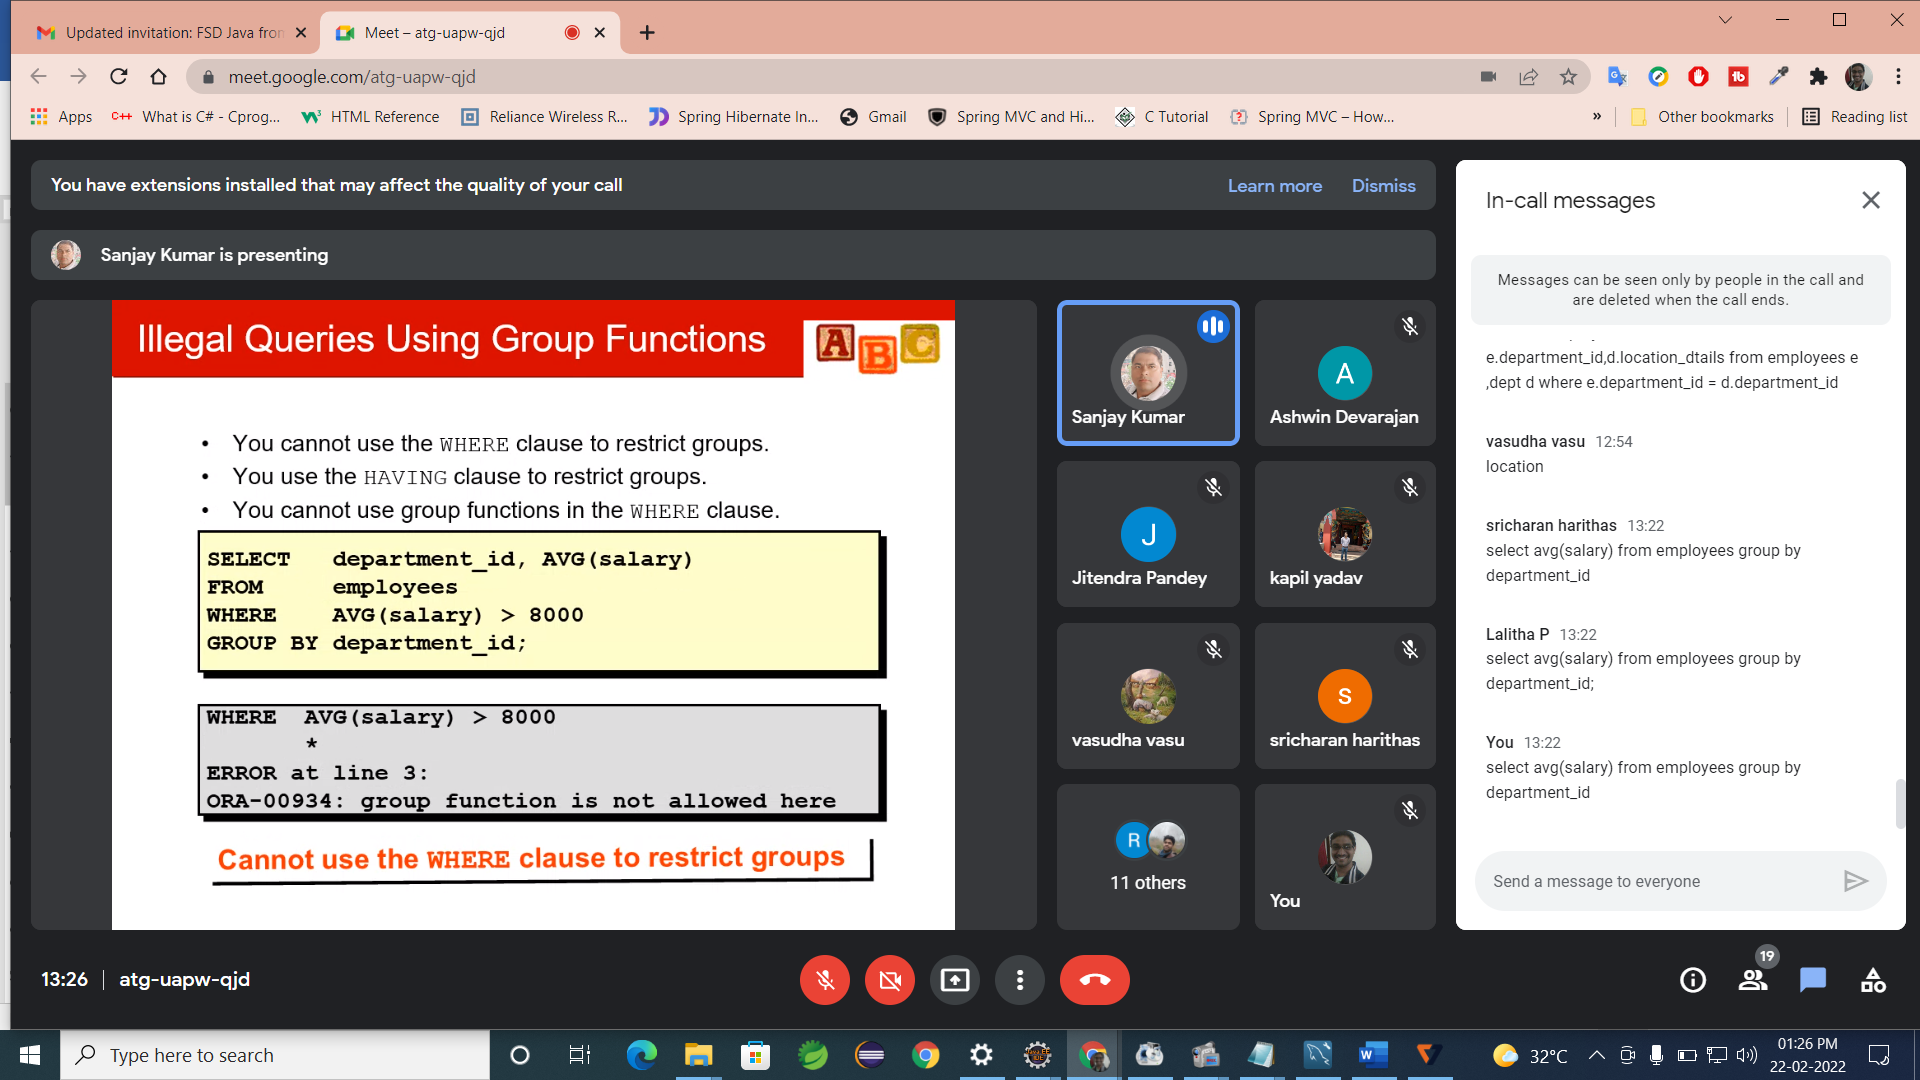 Updated invitation: FSD Java fron
Meet – atg-uapw-qjd
meet.google.com/atg-uapw-qjd
Apps
What is C# - Cprog...
HTML Reference
Reliance Wireless R...
Spring Hibernate In...
Gmail
Spring MVC and Hi...
C Tutorial
Spring MVC – How...
»
Other bookmarks
Reading list
You have extensions installed that may affect the quality of your call
Learn more
Dismiss
Sanjay Kumar is presenting
Illegal Queries Using Group Functions
A B C
• You cannot use the WHERE clause to restrict groups.
• You use the HAVING clause to restrict groups.
• You cannot use group functions in the WHERE clause.
SELECT department_id, AVG(salary)
FROM employees
WHERE AVG(salary) > 8000
GROUP BY department_id;
WHERE AVG(salary) > 8000
*
ERROR at line 3:
ORA-00934: group function is not allowed here
Cannot use the WHERE clause to restrict groups
Sanjay Kumar
A
Ashwin Devarajan
J
Jitendra Pandey
kapil yadav
vasudha vasu
s
sricharan harithas
R
11 others
You
In-call messages
Messages can be seen only by people in the call and
are deleted when the call ends.
e.department_id,d.location_dtails from employees e
,dept d where e.department_id = d.department_id
vasudha vasu 12:54
location
sricharan harithas 13:22
select avg(salary) from employees group by
department_id
Lalitha P 13:22
select avg(salary) from employees group by
department_id;
You 13:22
select avg(salary) from employees group by
department_id
Send a message to everyone
13:26 | atg-uapw-qjd
19
Type here to search
32°C
01:26 PM
22-02-2022